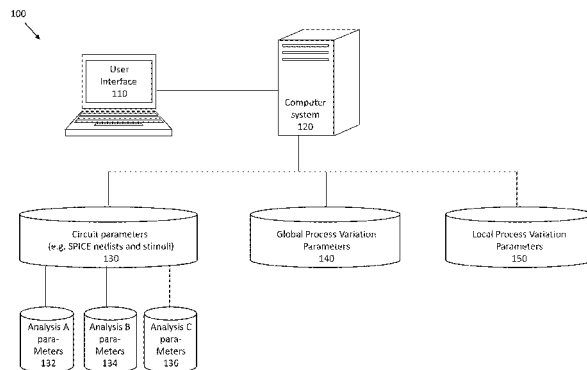 100
User
Interface
110
Computer
system
120
Circuit parameters
(e.g, SPICE netlists and stimuli)
130
Global Process Variation
Parameters
140
Local Process Variation
Parameters
150
Analysis A
para-
Meters
132
Analysis B
para-
Meters
134
Analysis C
para-
Meters
136